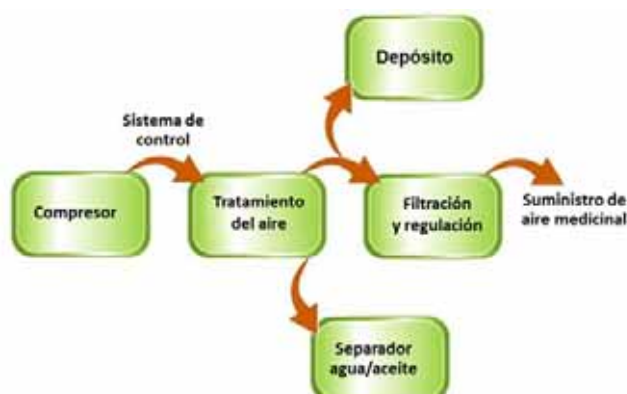 Depósito
Sistema de
control
Compresor
Tratamiento
del aire
Filtración
y regulación
Suministro de
aire medicinal
Separador
agua/aceite